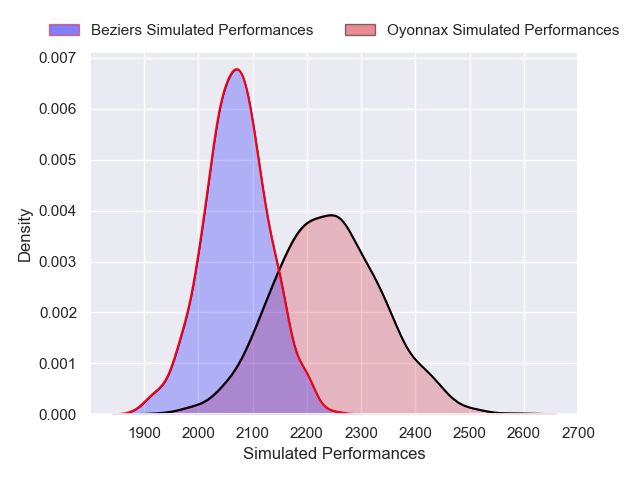 Beziers Simulated Performances
Oyonnax Simulated Performances
0.007
0.006
0.005
0.004
0.003
0.002
0.001
0.000
Density
1900 2000 2100 2200 2300 2400 2500 2600 2700
Simulated Performances